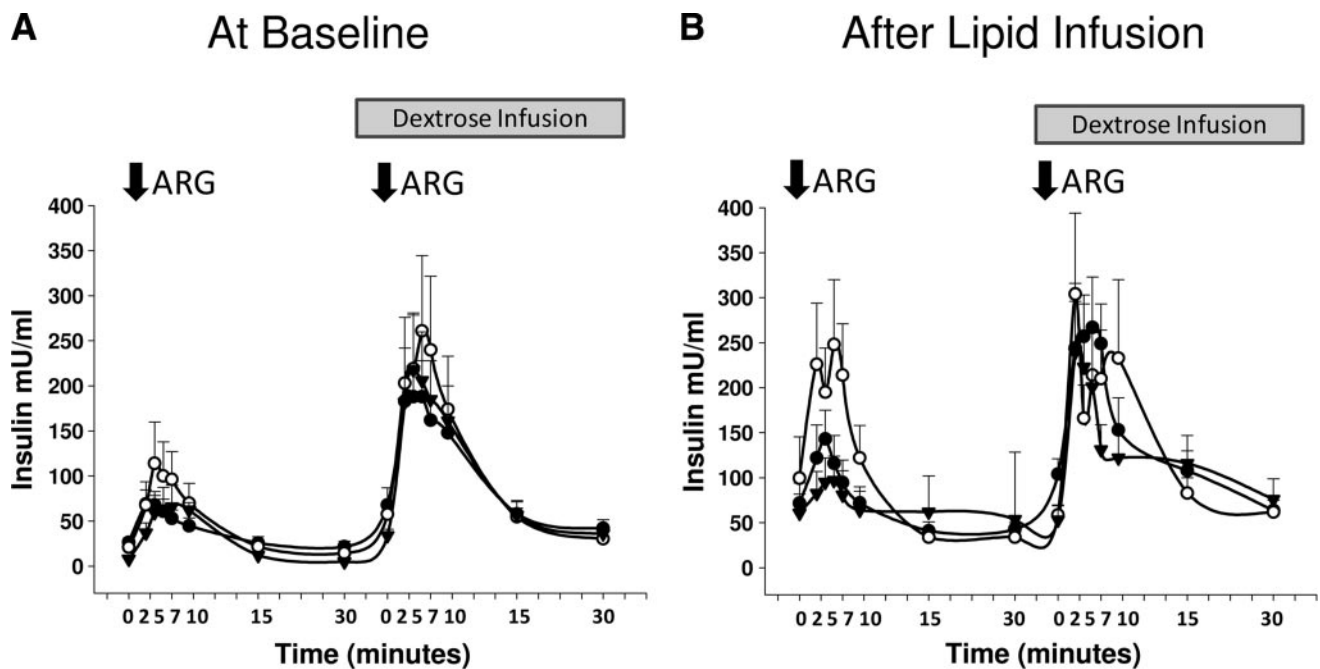 A At Baseline
Dextrose Infusion
ARG ARG
400
350
300
250
200
150
100
50
0
Insulin mU/ml
0 2 5 7 10 15 30 0 2 5 7 10 15 30
Time (minutes)
B After Lipid Infusion
Dextrose Infusion
ARG ARG
400
350
300
250
200
150
100
50
0
Insulin mU/ml
0 2 5 7 10 15 30 0 2 5 7 10 15 30
Time (minutes)